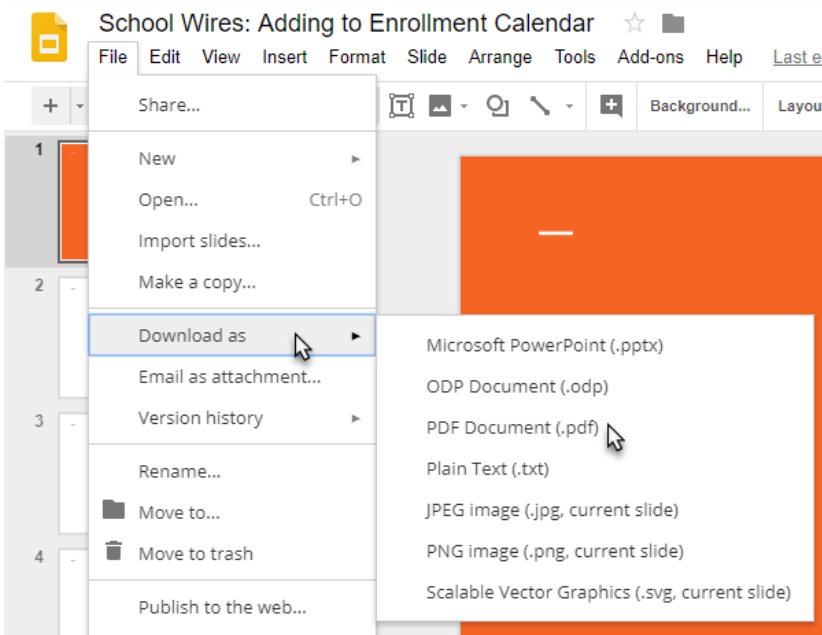 School Wires: Adding to Enrollment Calendar
File Edit View Insert Format Slide Arrange Tools Add-ons Help Last e
Share...
Background... Layou
1
New
Open... Ctrl+O
Import slides...
2
Make a copy...
Download as
Microsoft PowerPoint (.pptx)
Email as attachment...
ODP Document (.odp)
3
Version history
PDF Document (.pdf)
Plain Text (.txt)
Rename...
Move to...
JPEG image (.jpg, current slide)
4
Move to trash
PNG image (.png, current slide)
Scalable Vector Graphics (.svg, current slide)
Publish to the web...